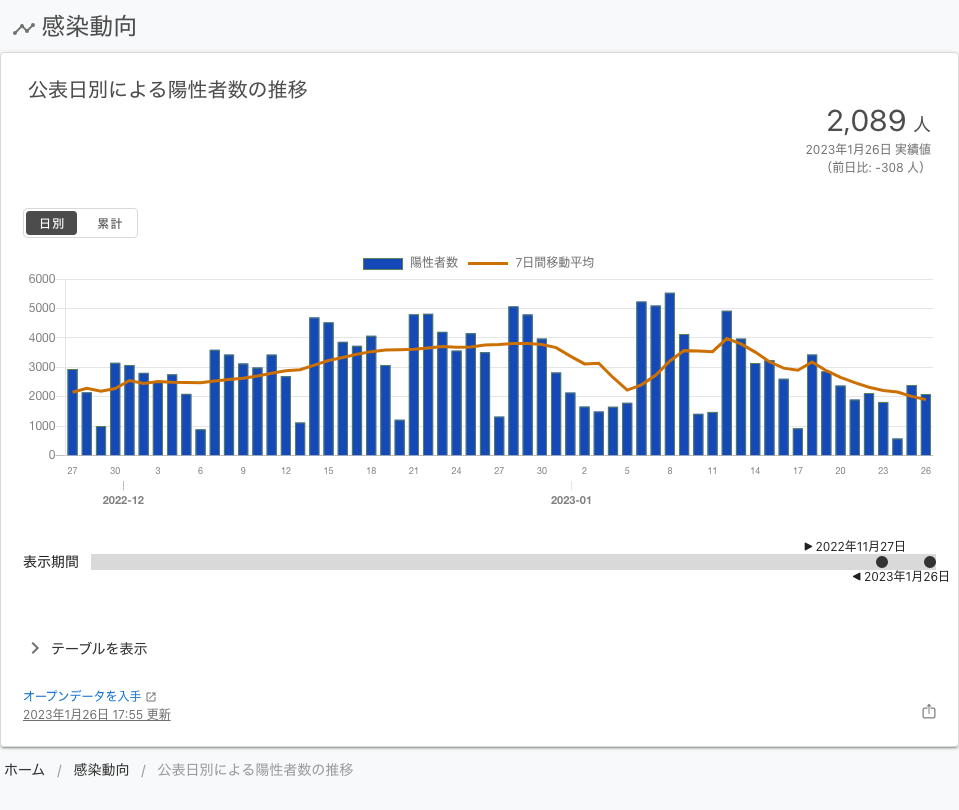 感染動向
公表日別による陽性者数の推移
2,089 人
2023年1月26日 実績値
（前日比: -308 人）
日別 累計
陽性者数 7日間移動平均
6000
5000
4000
3000
2000
1000
0
27 30 3 6 9 12 15 18 21 24 27 30 2 5 8 11 14 17 20 23 26
2022-12 2023-01
2022年11月27日
表示期間
2023年1月26日
テーブルを表示
オープンデータを入手
2023年1月26日 17:55 更新
ホーム / 感染動向 / 公表日別による陽性者数の推移